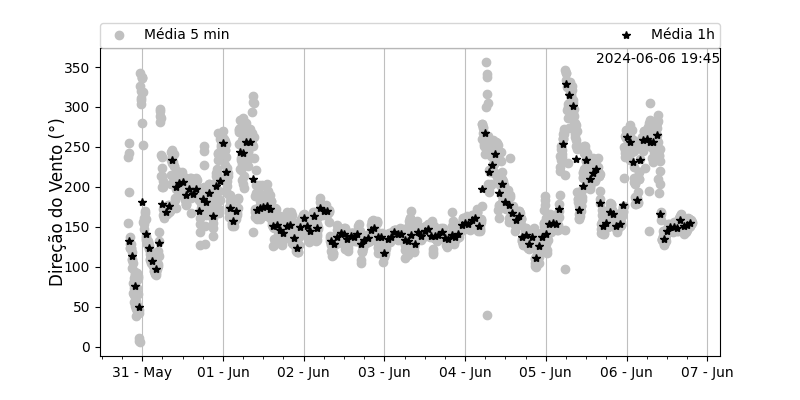 Média 5 min
Média 1h
2024-06-06 19:45
Direção do Vento (°)
350
300
250
200
150
100
50
0
31 - May
01 - Jun
02 - Jun
03 - Jun
04 - Jun
05 - Jun
06 - Jun
07 - Jun